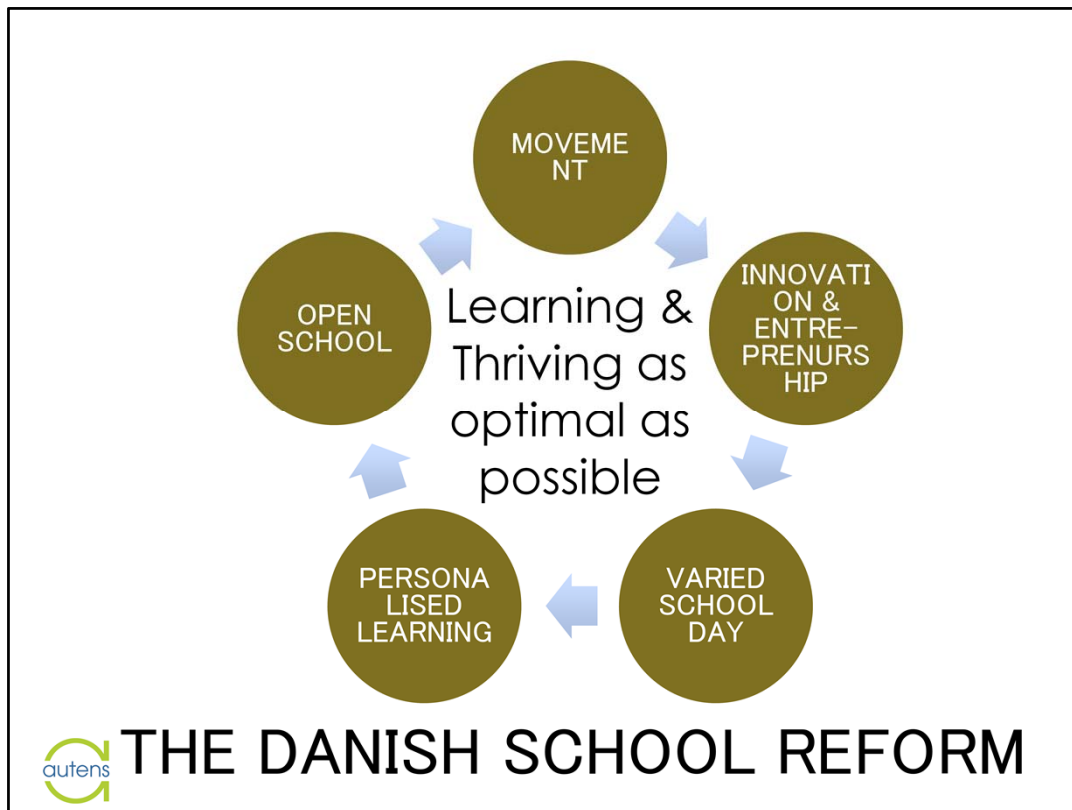 MOVEME
NT
INNOVATI
ON &
ENTRE-
PRENURS
HIP
VARIED
SCHOOL
DAY
PERSONA
LISED
LEARNING
OPEN
SCHOOL
Learning &
Thriving as
optimal as
possible
autens
THE DANISH SCHOOL REFORM